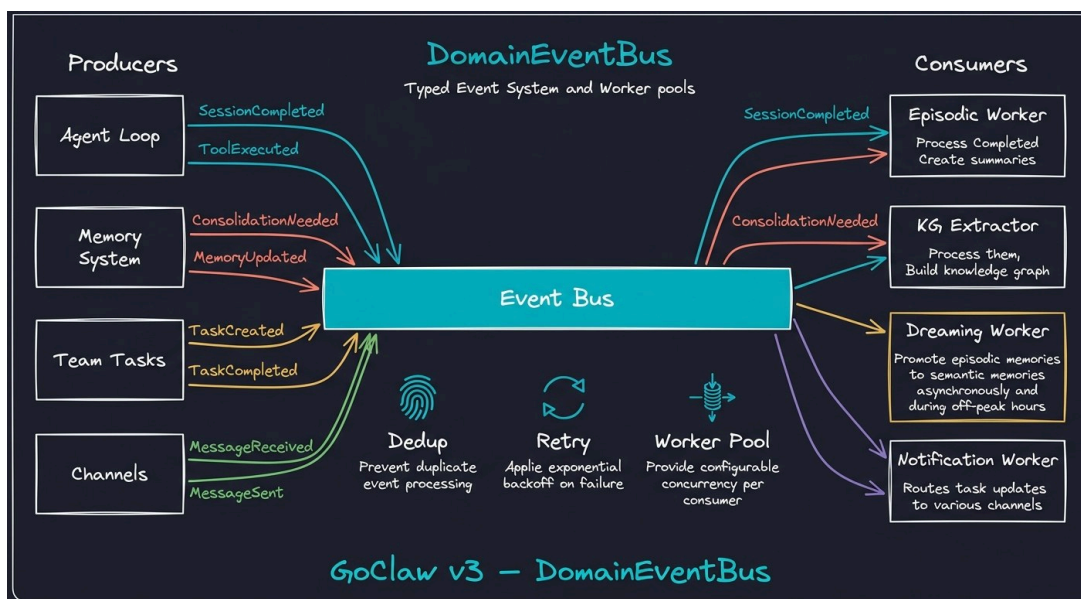 DomainEventBus
Typed Event System and Worker pools
Producers
Agent Loop
SessionCompleted
ToolExecuted
Memory
System
ConsolidationNeeded
MemoryUpdated
Team Tasks
TaskCreated
TaskCompleted
Channels
MessageReceived
MessageSent
Event Bus
Dedup
Prevent duplicate
event processing
Retry
Applie exponential
backoff on failure
Worker Pool
Provide configurable
concurrency per
consumer
Consumers
SessionCompleted
Episodic Worker
Process Completed
Create summaries
ConsolidationNeeded
KG Extractor
Process them,
Build knowledge graph
Dreaming Worker
Promote episodic memories
to semantic memories
asynchronously and
during off-peak hours
Notification Worker
Routes task updates
to various channels
GoClaw v3 — DomainEventBus